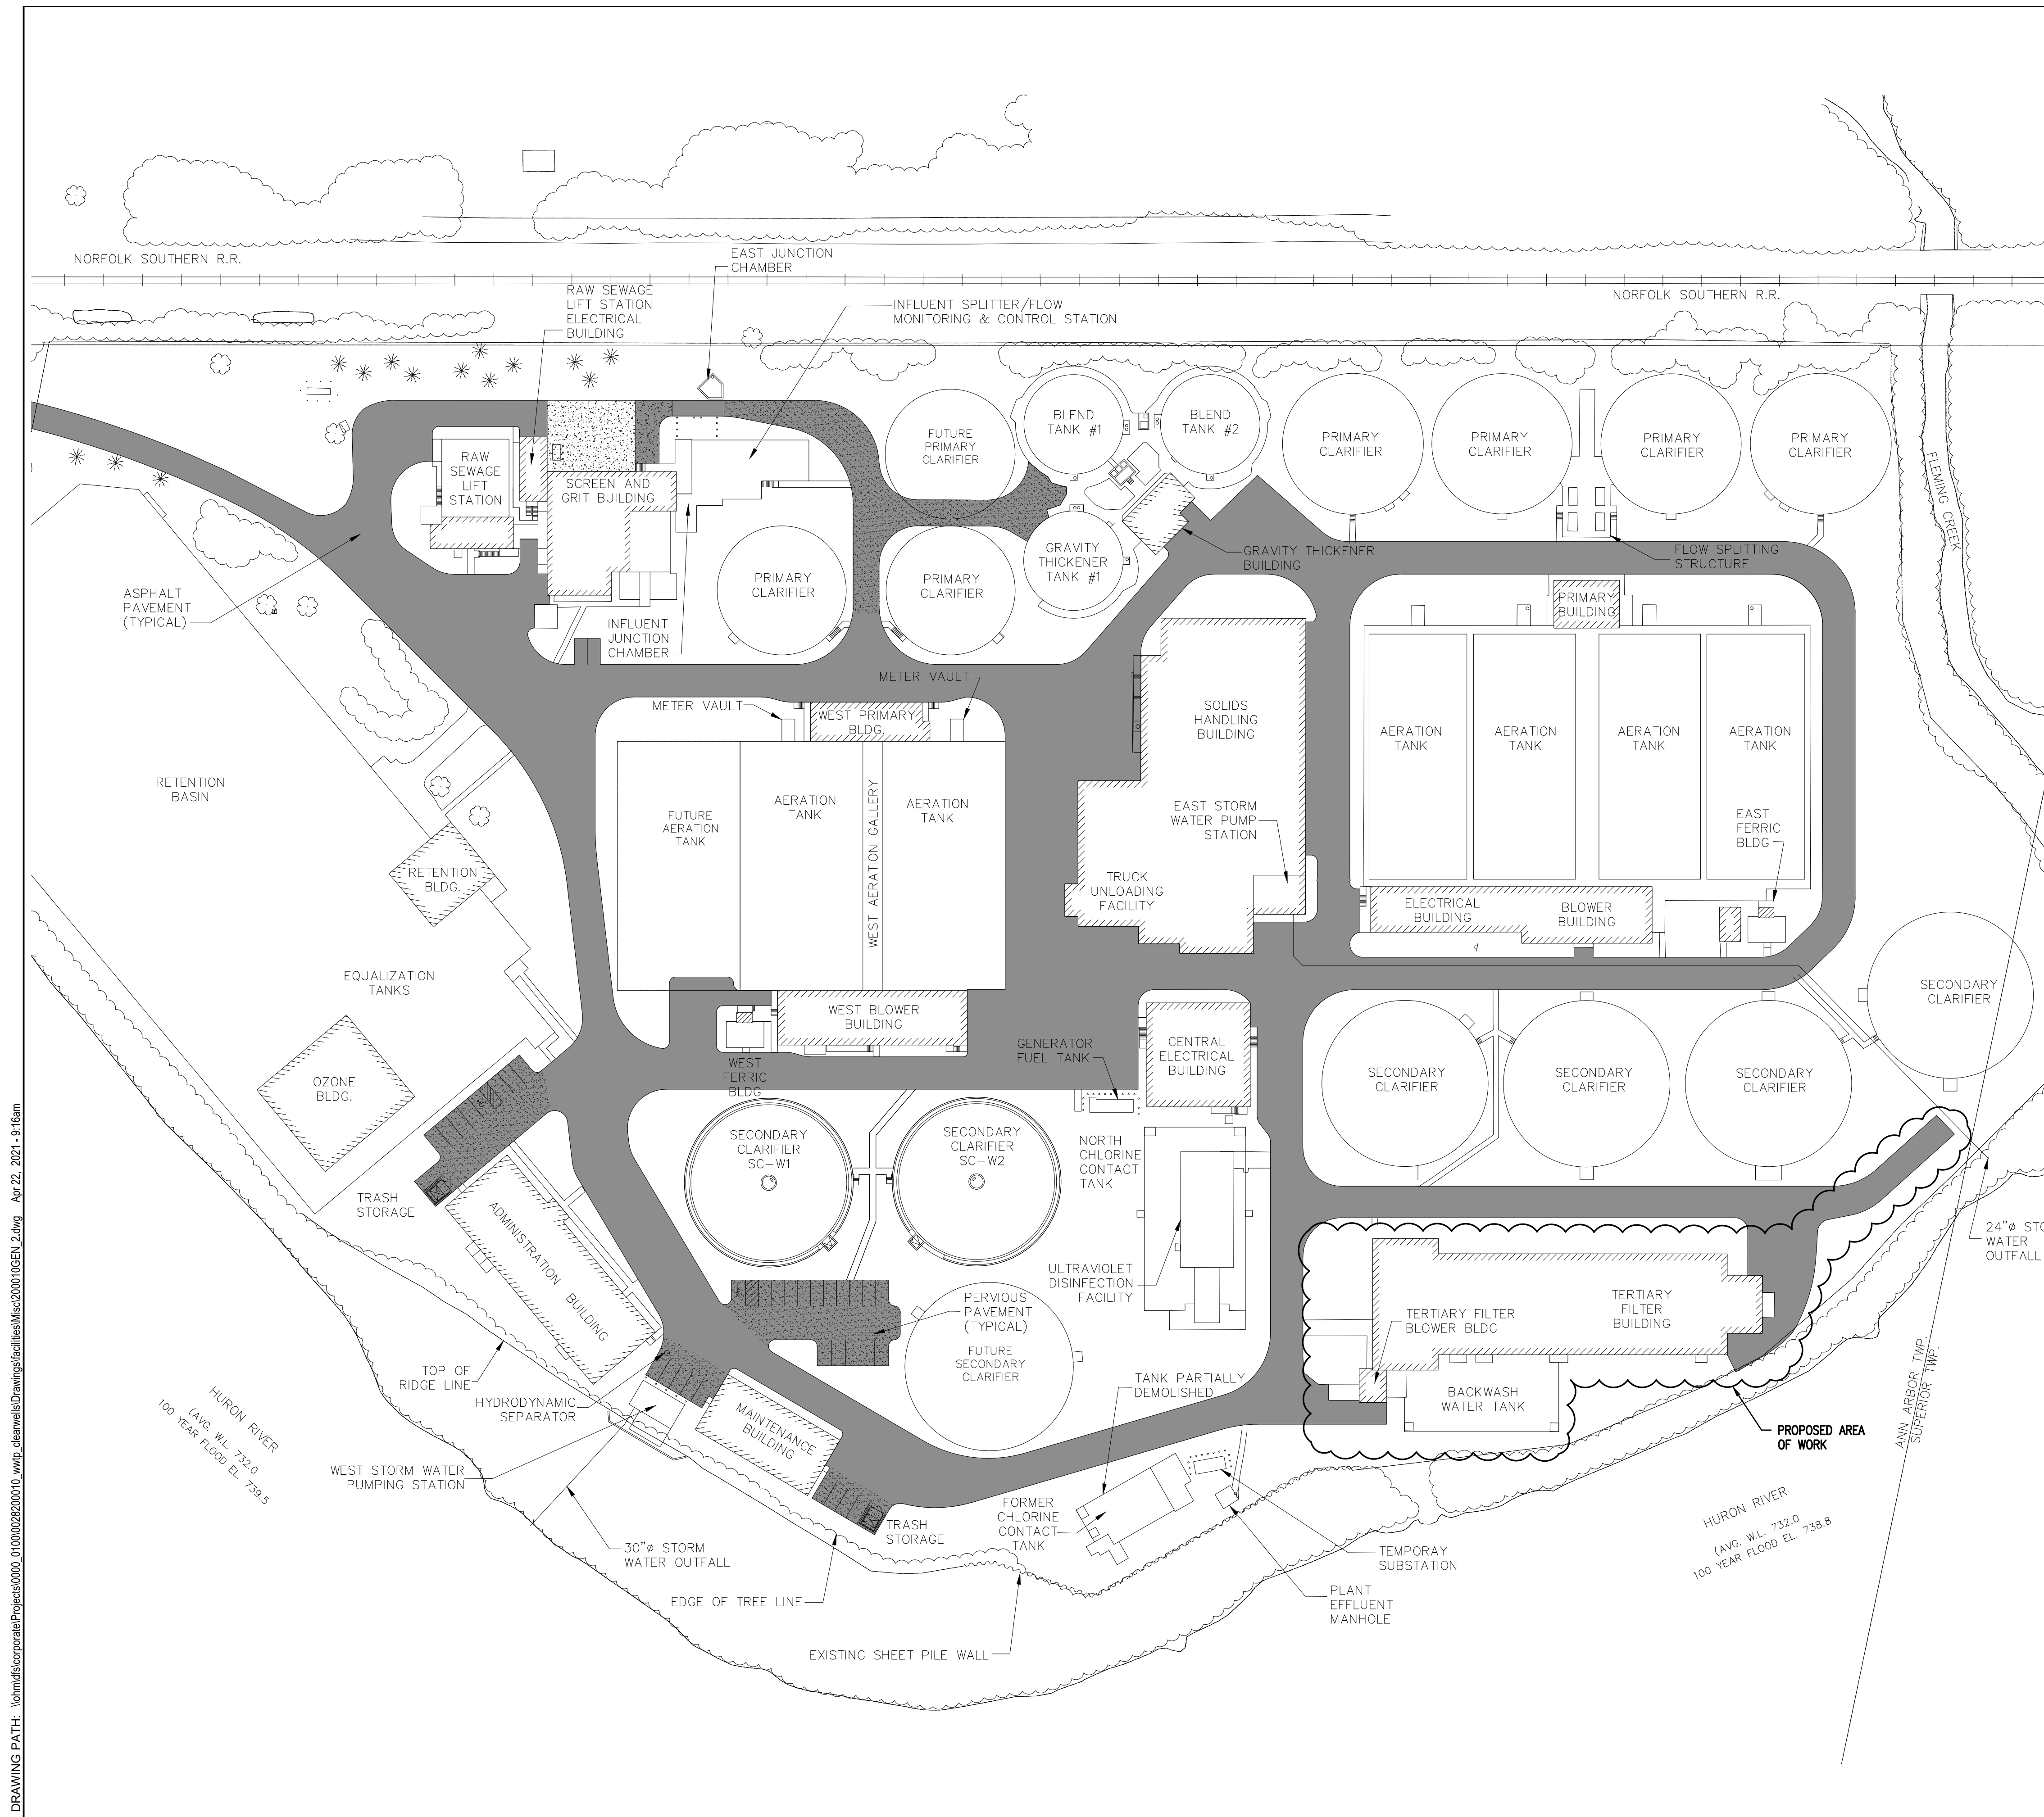 NORFOLK SOUTHERN R.R.
EAST JUNCTION
CHAMBER
RAW SEWAGE
LIFT STATION
ELECTRICAL
BUILDING
INFLUENT SPLITTER/FLOW
MONITORING & CONTROL STATION
NORFOLK SOUTHERN R.R.
FLEMING CREEK
RAW
SEWAGE
LIFT
STATION
SCREEN AND
GRIT BUILDING
FUTURE
PRIMARY
CLARIFIER
BLEND
TANK #1
BLEND
TANK #2
PRIMARY
CLARIFIER
PRIMARY
CLARIFIER
PRIMARY
CLARIFIER
PRIMARY
CLARIFIER
GRAVITY
THICKENER
TANK #1
GRAVITY THICKENER
BUILDING
FLOW SPLITTING
STRUCTURE
ASPHALT
PAVEMENT
(TYPICAL)
PRIMARY
CLARIFIER
PRIMARY
CLARIFIER
INFLUENT
JUNCTION
CHAMBER
PRIMARY
BUILDING
METER VAULT
METER VAULT
WEST PRIMARY
BLDG.
SOLIDS
HANDLING
BUILDING
AERATION
TANK
AERATION
TANK
AERATION
TANK
AERATION
TANK
RETENTION
BASIN
FUTURE
AERATION
TANK
AERATION
TANK
WEST AERATION GALLERY
AERATION
TANK
EAST STORM
WATER PUMP
STATION
EAST
FERRIC
BLDG
RETENTION
BLDG.
TRUCK
UNLOADING
FACILITY
ELECTRICAL
BUILDING
BLOWER
BUILDING
EQUALIZATION
TANKS
SECONDARY
CLARIFIER
WEST BLOWER
BUILDING
OZONE
BLDG.
WEST
FERRIC
BLDG
GENERATOR
FUEL TANK
CENTRAL
ELECTRICAL
BUILDING
SECONDARY
CLARIFIER
SECONDARY
CLARIFIER
SECONDARY
CLARIFIER
SECONDARY
CLARIFIER
SC-W1
SECONDARY
CLARIFIER
SC-W2
NORTH
CHLORINE
CONTACT
TANK
TRASH
STORAGE
ADMINISTRATION BUILDING
24"ø STO
WATER
OUTFALL
ULTRAVIOLET
DISINFECTION
FACILITY
PERVIOUS
PAVEMENT
(TYPICAL)
FUTURE
SECONDARY
CLARIFIER
TERTIARY FILTER
BLOWER BLDG
TERTIARY
FILTER
BUILDING
TOP OF
RIDGE LINE
HYDRODYNAMIC
SEPARATOR
TANK PARTIALLY
DEMOLISHED
BACKWASH
WATER TANK
ANN ARBOR TWP.
SUPERIOR TWP.
HURON RIVER
(AVG. W.L. 732.0
100 YEAR FLOOD EL. 739.5
MAINTENANCE
BUILDING
PROPOSED AREA
OF WORK
WEST STORM WATER
PUMPING STATION
FORMER
CHLORINE
CONTACT
TANK
TRASH
STORAGE
HURON RIVER
(AVG. W.L. 732.0
100 YEAR FLOOD EL. 738.8
30"ø STORM
WATER OUTFALL
TEMPORAY
SUBSTATION
EDGE OF TREE LINE
PLANT
EFFLUENT
MANHOLE
EXISTING SHEET PILE WALL
DRAWING PATH: \\ohm\dfs\corporate\Projects\0000_0100\0028200010_wwtp_clearwells\Drawings\facilities\Misc\200010GEN_2.dwg Apr 22, 2021 - 9:16am